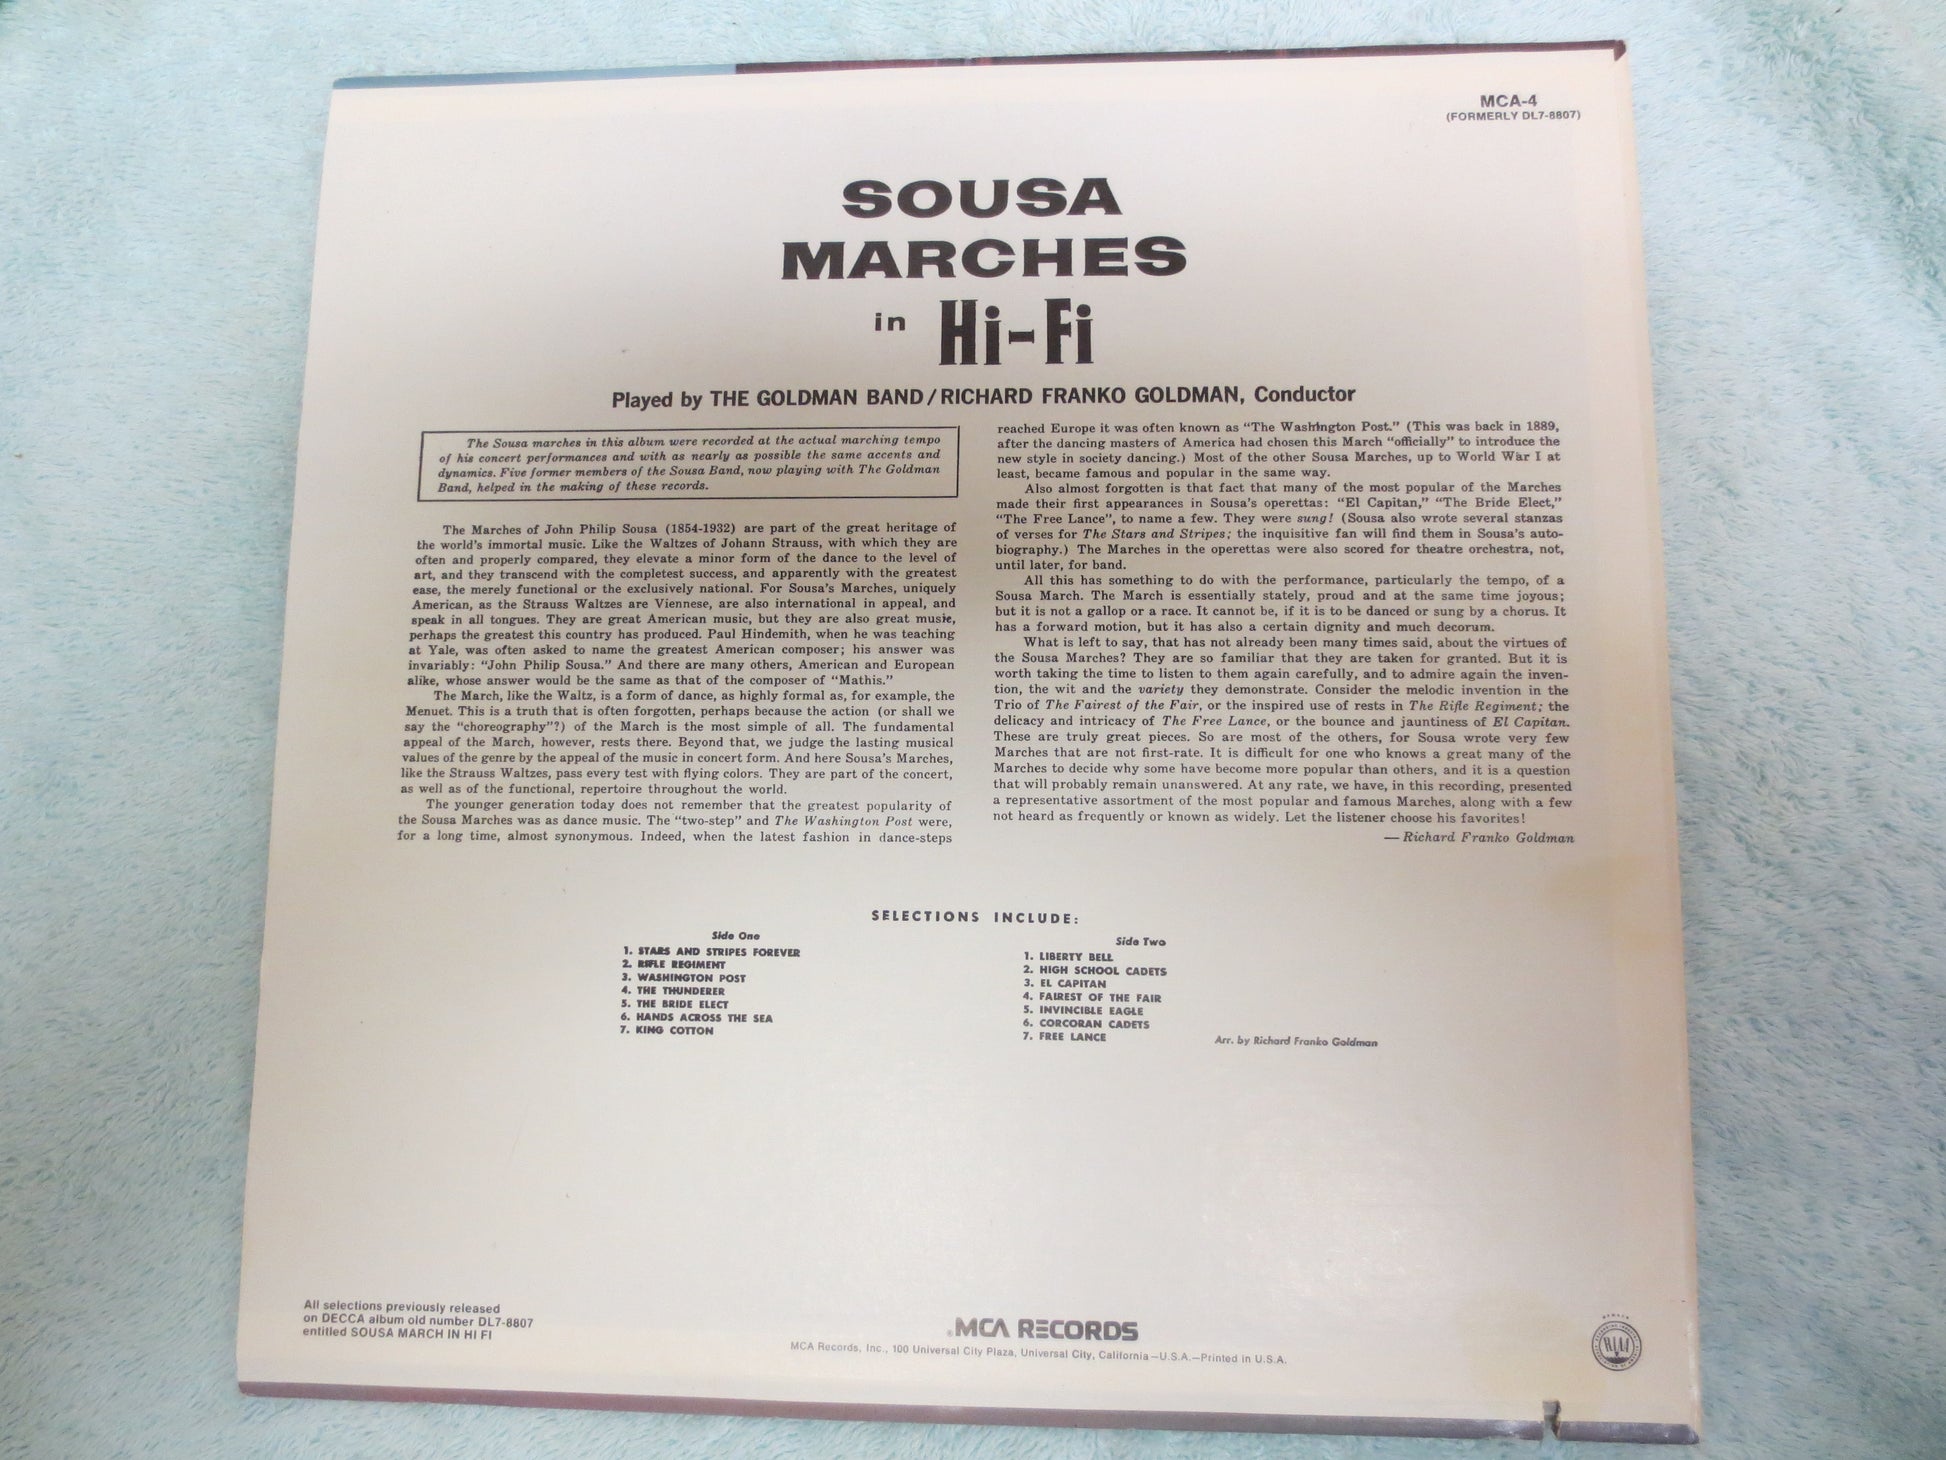 MCA-4
(FORMERLY DL7-8807)
SOUSA
MARCHES
in Hi-Fi
Played by THE GOLDMAN BAND/RICHARD FRANKO GOLDMAN, Conductor
The Sousa marches in this album were recorded at the actual marching tempo
of his concert performances and with as nearly as possible the same accents and
dynamics. Five former members of the Sousa Band, now playing with The Goldman
Band, helped in the making of these records.
The Marches of John Philip Sousa (1854-1932) are part of the great heritage of
the world's immortal music. Like the Waltzes of Johann Strauss, with which they are
often and properly compared, they elevate a minor form of the dance to the level of
art, and they transcend with the completest success, and apparently with the greatest
ease, the merely functional or the exclusively national. For Sousa's Marches, uniquely
American, as the Strauss Waltzes are Viennese, are also international in appeal, and
speak in all tongues. They are great American music, but they are also great music,
perhaps the greatest this country has produced. Paul Hindemith, when he was teaching
at Yale, was often asked to name the greatest American composer; his answer was
invariably: "John Philip Sousa." And there are many others, American and European
alike, whose answer would be the same as that of the composer of "Mathis."
The March, like the Waltz, is a form of dance, as highly formal as, for example, the
Menuet. This is a truth that is often forgotten, perhaps because the action (or shall we
say the "choreography"?) of the March is the most simple of all. The fundamental
appeal of the March, however, rests there. Beyond that, we judge the lasting musical
values of the genre by the appeal of the music in concert form. And here Sousa's Marches,
like the Strauss Waltzes, pass every test with flying colors. They are part of the concert,
as well as of the functional, repertoire throughout the world.
The younger generation today does not remember that the greatest popularity of
the Sousa Marches was as dance music. The "two-step" and The Washington Post were,
for a long time, almost synonymous. Indeed, when the latest fashion in dance-steps
reached Europe it was often known as "The Washington Post." (This was back in 1889,
after the dancing masters of America had chosen this March "officially" to introduce the
new style in society dancing.) Most of the other Sousa Marches, up to World War I at
least, became famous and popular in the same way.
Also almost forgotten is that fact that many of the most popular of the Marches
made their first appearances in Sousa's operettas: "El Capitan," "The Bride Elect,"
"The Free Lance", to name a few. They were sung! (Sousa also wrote several stanzas
of verses for The Stars and Stripes; the inquisitive fan will find them in Sousa's auto-
biography.) The Marches in the operettas were also scored for theatre orchestra, not,
until later, for band.
All this has something to do with the performance, particularly the tempo, of a
Sousa March. The March is essentially stately, proud and at the same time joyous;
but it is not a gallop or a race. It cannot be, if it is to be danced or sung by a chorus. It
has a forward motion, but it has also a certain dignity and much decorum.
What is left to say, that has not already been many times said, about the virtues of
the Sousa Marches? They are so familiar that they are taken for granted. But it is
worth taking the time to listen to them again carefully, and to admire again the inven-
tion, the wit and the variety they demonstrate. Consider the melodic invention in the
Trio of The Fairest of the Fair, or the inspired use of rests in The Rifle Regiment; the
delicacy and intricacy of The Free Lance, or the bounce and jauntiness of El Capitan.
These are truly great pieces. So are most of the others, for Sousa wrote very few
Marches that are not first-rate. It is difficult for one who knows a great many of the
Marches to decide why some have become more popular than others, and it is a question
that will probably remain unanswered. At any rate, we have, in this recording, presented
a representative assortment of the most popular and famous Marches, along with a few
not heard as frequently or known as widely. Let the listener choose his favorites!
— Richard Franko Goldman
SELECTIONS INCLUDE:
Side One
1. STARS AND STRIPES FOREVER
2. RIFLE REGIMENT
3. WASHINGTON POST
4. THE THUNDERER
5. THE BRIDE ELECT
6. HANDS ACROSS THE SEA
7. KING COTTON
Side Two
1. LIBERTY BELL
2. HIGH SCHOOL CADETS
3. EL CAPITAN
4. FAIREST OF THE FAIR
5. INVINCIBLE EAGLE
6. CORCORAN CADETS
7. FREE LANCE
Arr. by Richard Franko Goldman
All selections previously released
on DECCA album old number DL7-8807
entitled SOUSA MARCH IN HI FI
MCA RECORDS
MCA Records, Inc., 100 Universal City Plaza, Universal City, California—U.S.A.—Printed in U.S.A.
RIAA